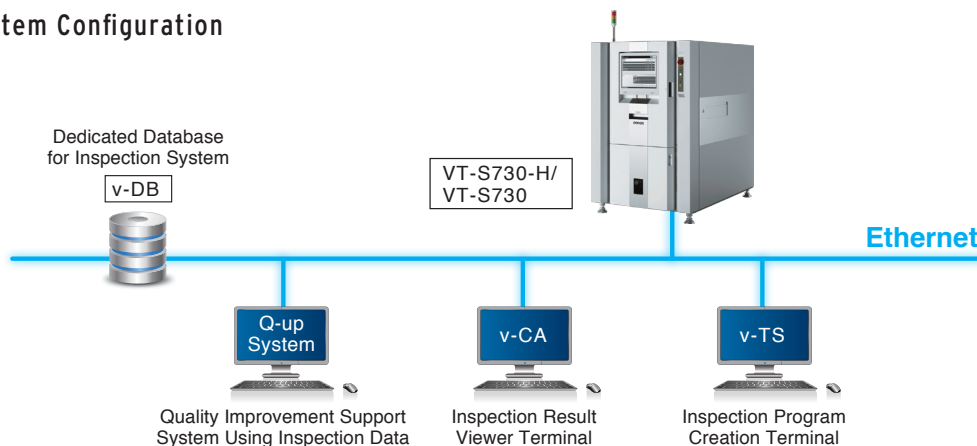 tem Configuration
Dedicated Database
for Inspection System
v-DB
VT-S730-H/
VT-S730
Ethernet
Q-up
System
v-CA
v-TS
Quality Improvement Support
System Using Inspection Data
Inspection Result
Viewer Terminal
Inspection Program
Creation Terminal